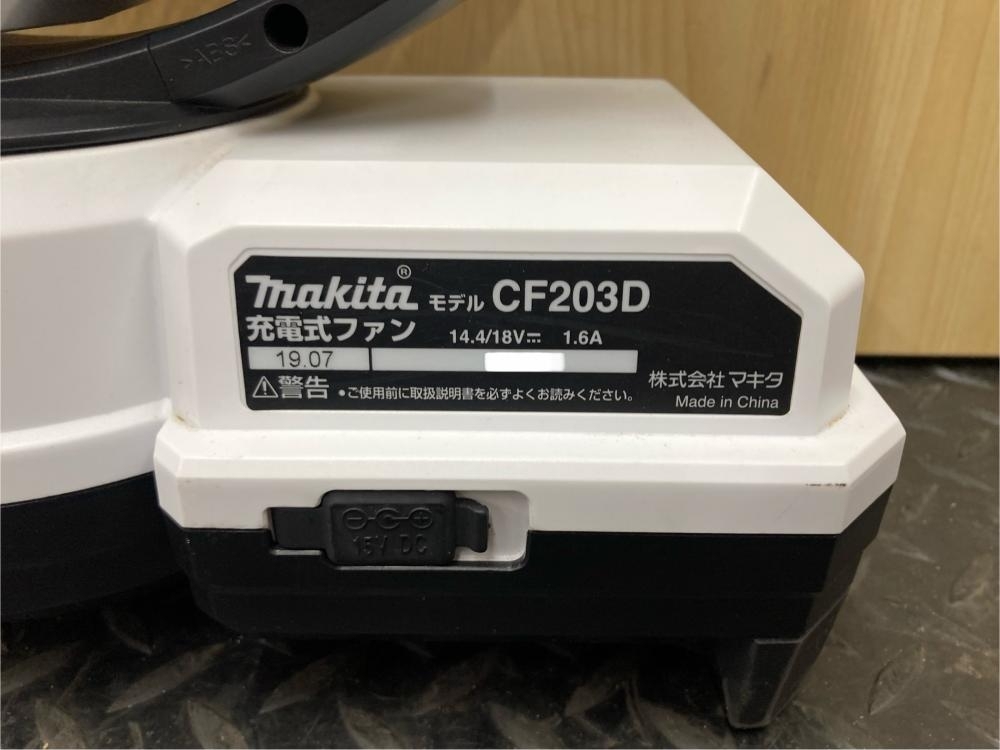 >ABS<
makita® モデル CF203D
充電式ファン 14.4/18V⎓ 1.6A
19.07
⚠警告 •ご使用前に取扱説明書を必ずよくお読みください。
株式会社 マキタ
Made in China
15V DC